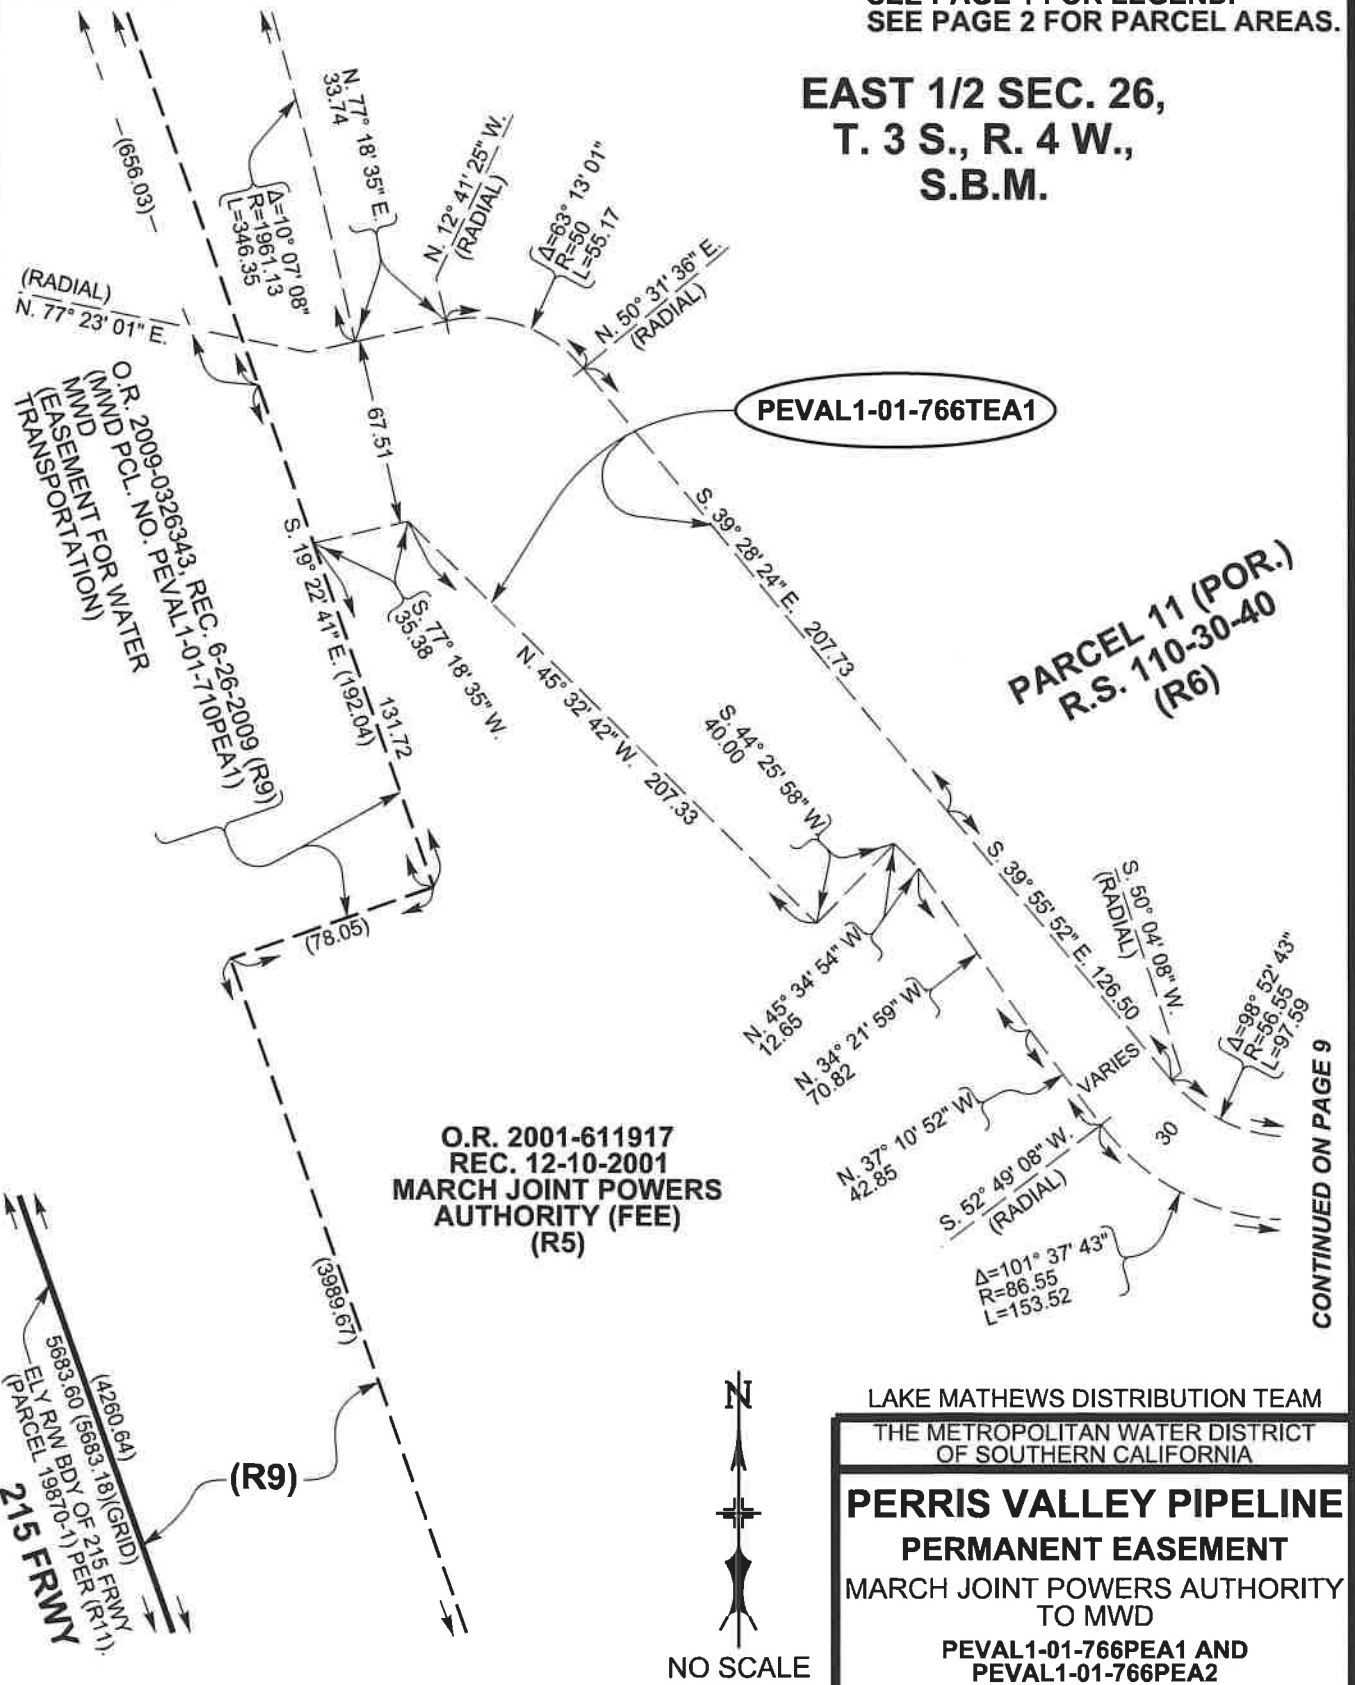 SEE PAGE 2 FOR PARCEL AREAS.
EAST 1/2 SEC. 26,
T. 3 S., R. 4 W.,
S.B.M.
(656.03)
Δ=10° 07' 08"
R=1961.13
L=346.35
N. 77° 18' 35" E.
33.74
N. 12° 41' 25" W.
(RADIAL)
Δ=63° 13' 01"
R=50
L=55.17
N. 50° 31' 36" E.
(RADIAL)
(RADIAL)
N. 77° 23' 01" E.
67.51
PEVAL1-01-766TEA1
O.R. 2009-0326343, REC. 6-26-2009 (R9)
(MWD PCL. NO. PEVAL1-01-710PEA1)
MWD
(EASEMENT FOR WATER
TRANSPORTATION)
S. 19° 22' 41" E. (192.04)
131.72
S. 77° 18' 35" W.
35.38
N. 45° 32' 42" W. 207.33
S. 39° 28' 24" E. 207.73
PARCEL 11 (POR.)
R.S. 110-30-40
(R6)
S. 44° 25' 58" W.
40.00
S. 39° 55' 52" E. 126.50
S. 50° 04' 08" W.
(RADIAL)
Δ=98° 52' 43"
R=56.55
L=97.59
(78.05)
N. 45° 34' 54" W.
12.65
N. 34° 21' 59" W.
70.82
N. 37° 10' 52" W.
42.85
VARIES
30
S. 52° 49' 08" W.
(RADIAL)
Δ=101° 37' 43"
R=86.55
L=153.52
CONTINUED ON PAGE 9
O.R. 2001-611917
REC. 12-10-2001
MARCH JOINT POWERS
AUTHORITY (FEE)
(R5)
(3989.67)
(4260.64)
5683.60 (5683.18)(GRID)
ELY R/W BDY OF 215 FRWY
(PARCEL 19870-1) PER (R11).
215 FRWY
(R9)
N
NO SCALE
LAKE MATHEWS DISTRIBUTION TEAM
THE METROPOLITAN WATER DISTRICT
OF SOUTHERN CALIFORNIA
PERRIS VALLEY PIPELINE
PERMANENT EASEMENT
MARCH JOINT POWERS AUTHORITY
TO MWD
PEVAL1-01-766PEA1 AND
PEVAL1-01-766PEA2